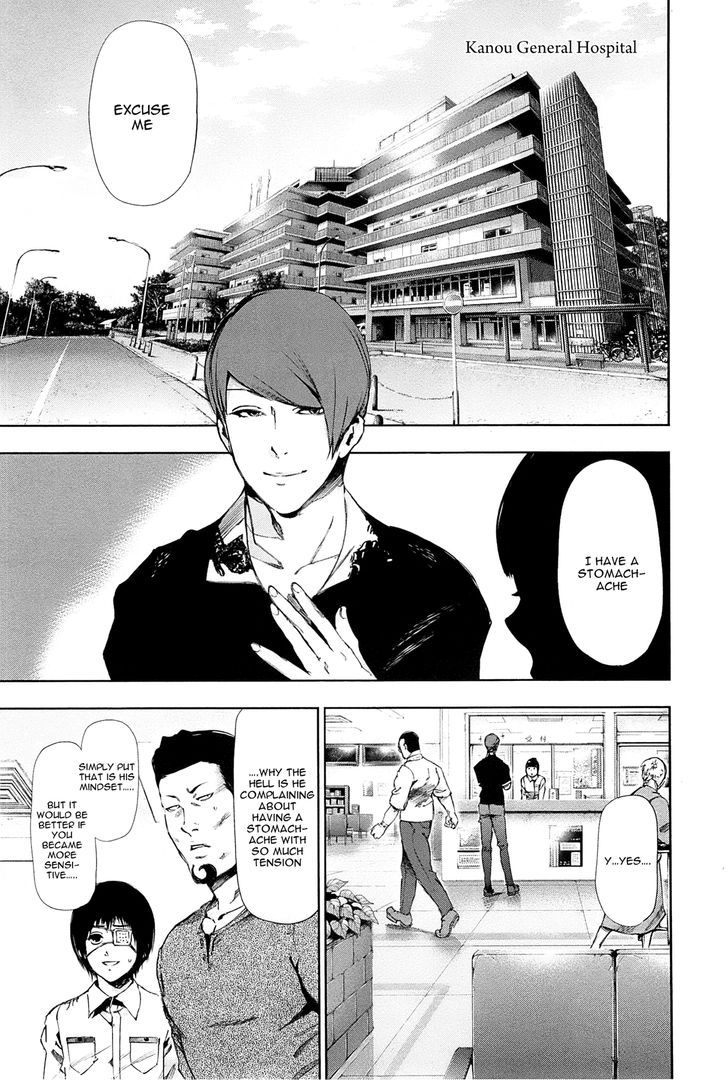 Kanou General Hospital
EXCUSE
ME
I HAVE A
STOMACH-
ACHE
受付
Y...YES....
....WHY THE
HELL IS HE
COMPLAINING
ABOUT
HAVING A
STOMACH-
ACHE WITH
SO MUCH
TENSION
SIMPLY PUT
THAT IS HIS
MINDSET.....
BUT IT
WOULD BE
BETTER IF
YOU
BECAME
MORE
SENSI-
TIVE.....